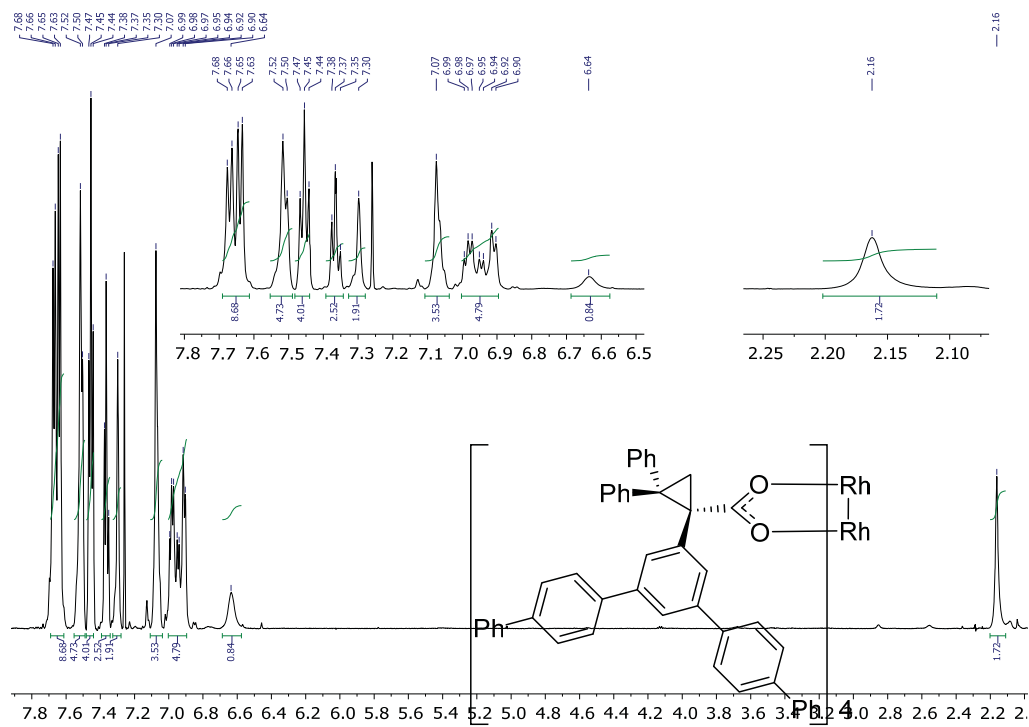 7.68 7.66 7.65 7.63 7.52 7.50 7.47 7.45 7.44 7.38 7.37 7.35 7.30 7.07 6.99 6.98 6.97 6.95 6.94 6.92 6.90 6.64 2.16
7.68 7.66 7.65 7.63 7.52 7.50 7.47 7.45 7.44 7.38 7.37 7.35 7.30 7.07 6.99 6.98 6.97 6.95 6.94 6.92 6.90 6.64 2.16
8.68 4.73 4.01 2.52 1.91 3.53 4.79 0.84 1.72
7.8 7.7 7.6 7.5 7.4 7.3 7.2 7.1 7.0 6.9 6.8 6.7 6.6 6.5 2.25 2.20 2.15 2.10
Ph
Ph
O
Rh
O
Rh
Ph
Ph
4
8.68 4.73 4.01 2.52 1.91 3.53 4.79 0.84 1.72
7.8 7.6 7.4 7.2 7.0 6.8 6.6 6.4 6.2 6.0 5.8 5.6 5.4 5.2 5.0 4.8 4.6 4.4 4.2 4.0 3.8 3.6 3.4 3.2 3.0 2.8 2.6 2.4 2.2 2.